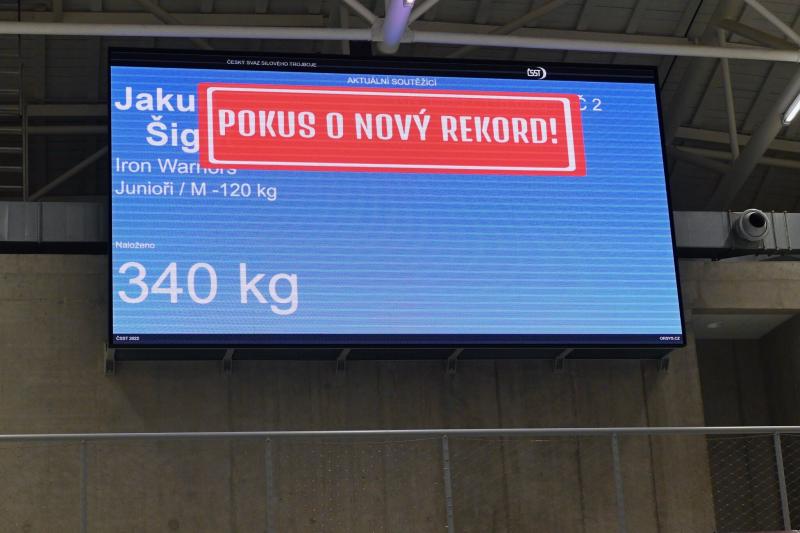 ČESKÝ SVAZ SILOVÉHO TROJBOJE
ČSST
AKTUÁLNÍ SOUTĚŽÍCÍ
Jaku
Č 2
Šig
POKUS O NOVÝ REKORD!
Iron Warriors
Junioři / M -120 kg
Naloženo
340 kg
ČSST 2022
ORSYS.CZ